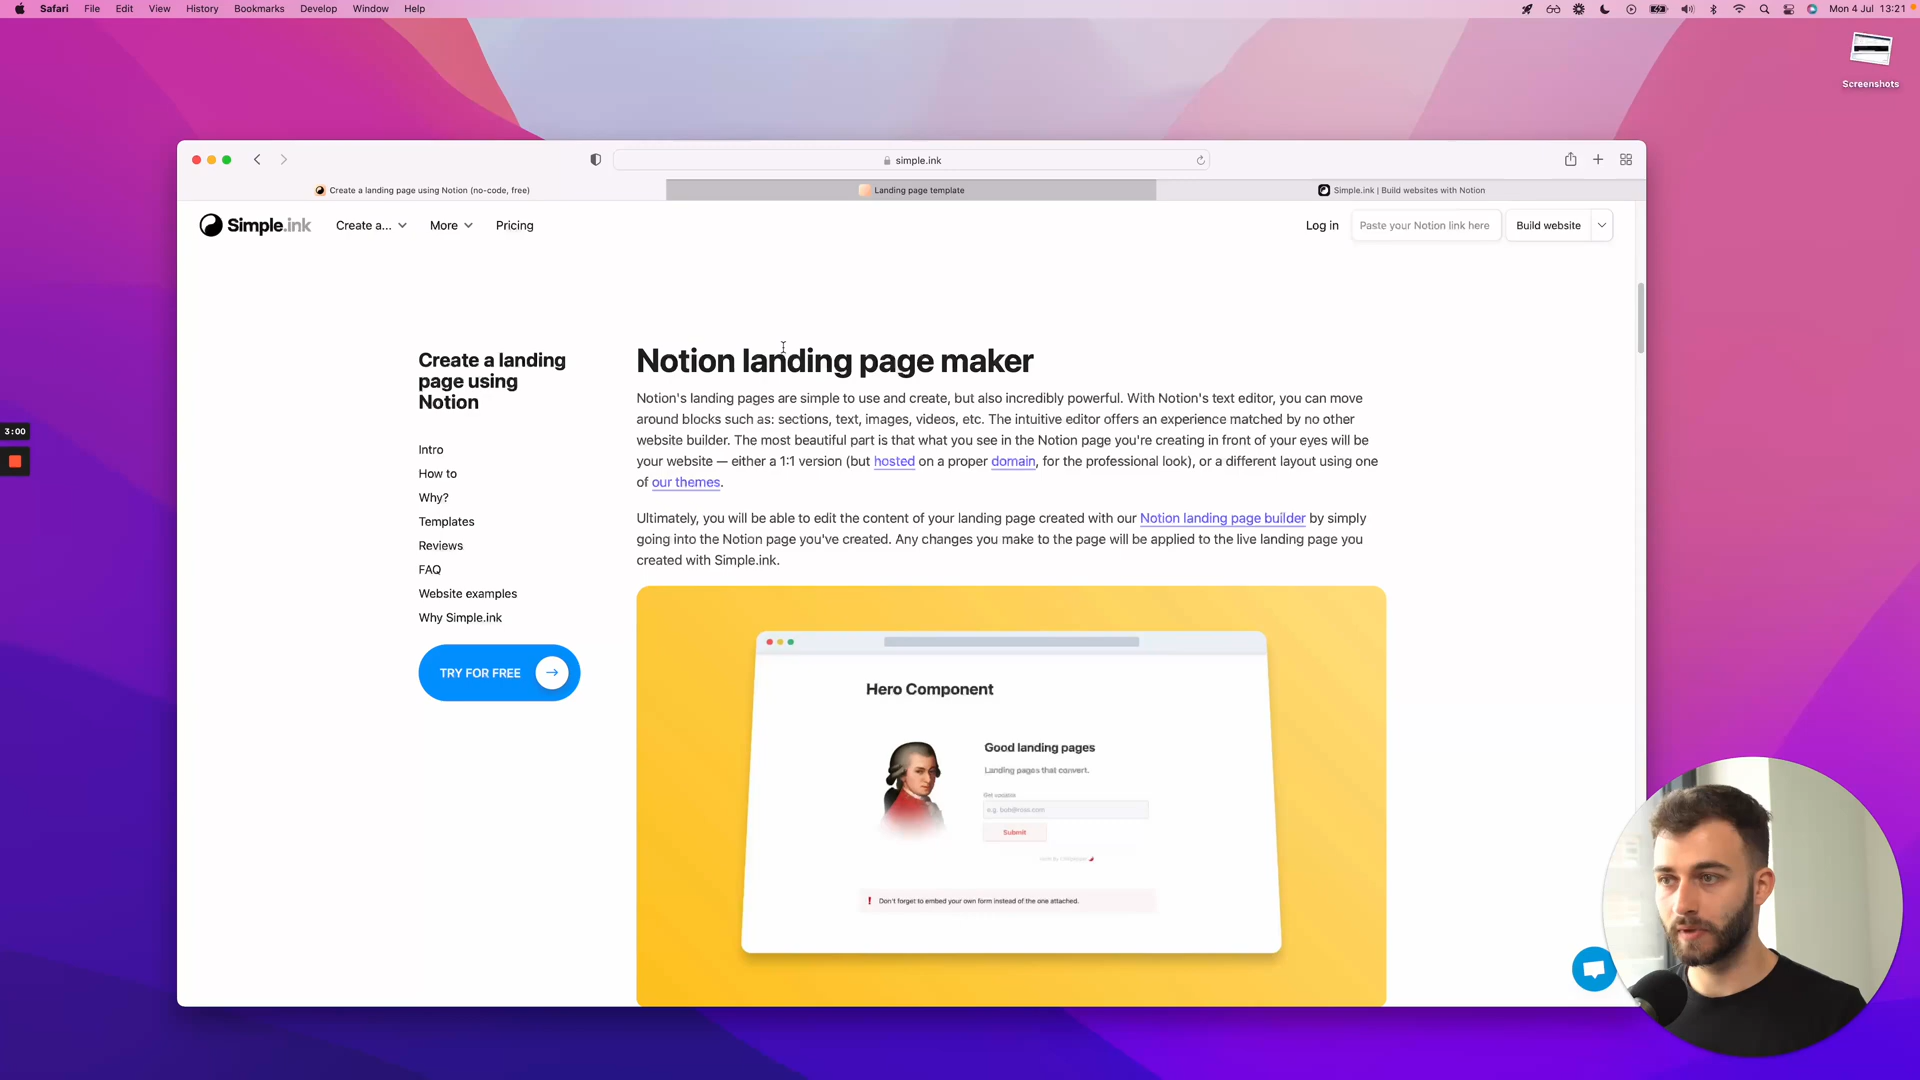 Safari File Edit View History Bookmarks Develop Window Help
Mon 4 Jul 13:21
Screenshots
simple.ink
Create a landing page using Notion (no-code, free)
Landing page template
Simple.ink | Build websites with Notion
Simple.ink
Create a...
More
Pricing
Log in
Paste your Notion link here
Build website
3:00
Create a landing
page using
Notion
Intro
How to
Why?
Templates
Reviews
FAQ
Website examples
Why Simple.ink
TRY FOR FREE
Notion landing page maker
Notion's landing pages are simple to use and create, but also incredibly powerful. With Notion's text editor, you can move
around blocks such as: sections, text, images, videos, etc. The intuitive editor offers an experience matched by no other
website builder. The most beautiful part is that what you see in the Notion page you're creating in front of your eyes will be
your website — either a 1:1 version (but hosted on a proper domain, for the professional look), or a different layout using one
of our themes.
Ultimately, you will be able to edit the content of your landing page created with our Notion landing page builder by simply
going into the Notion page you've created. Any changes you make to the page will be applied to the live landing page you
created with Simple.ink.
Hero Component
Good landing pages
Landing pages that convert.
e.g. bob@ross.com
Submit
Don't forget to embed your own form instead of the one attached.